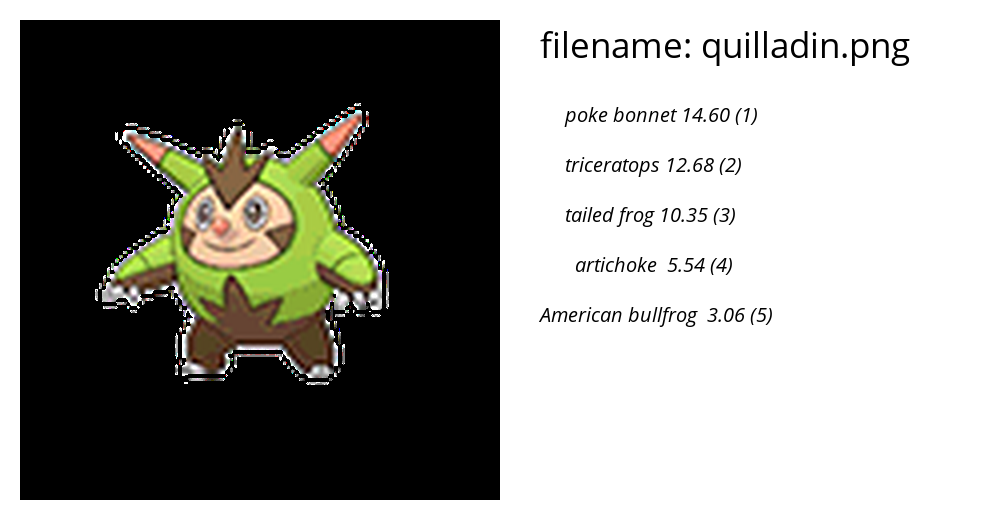 filename: quilladin.png
poke bonnet 14.60 (1)
triceratops 12.68 (2)
tailed frog 10.35 (3)
artichoke 5.54 (4)
American bullfrog 3.06 (5)